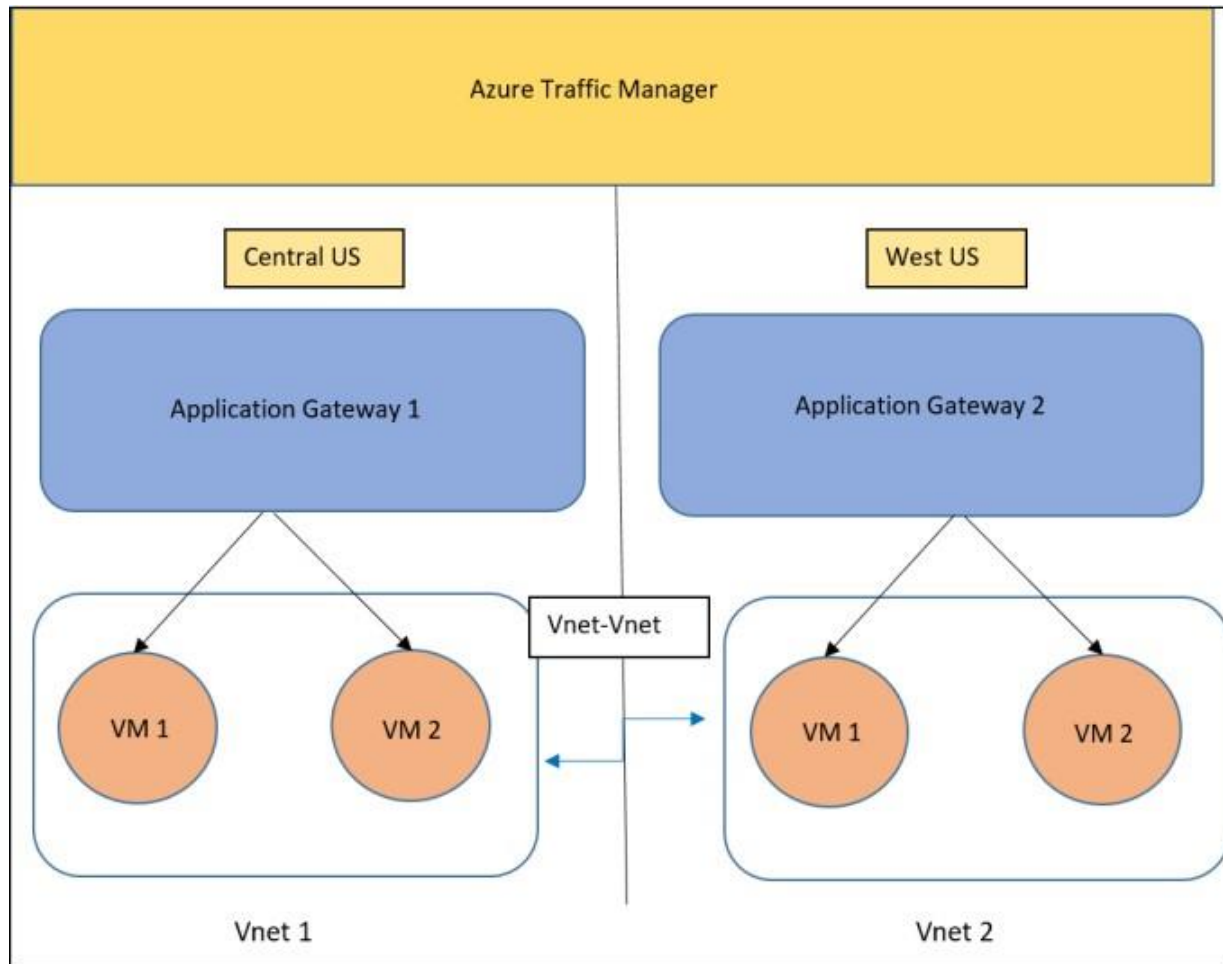 Azure Traffic Manager
Central US
West US
Application Gateway 1
Application Gateway 2
Vnet-Vnet
VM 1
VM 2
VM 1
VM 2
Vnet 1
Vnet 2